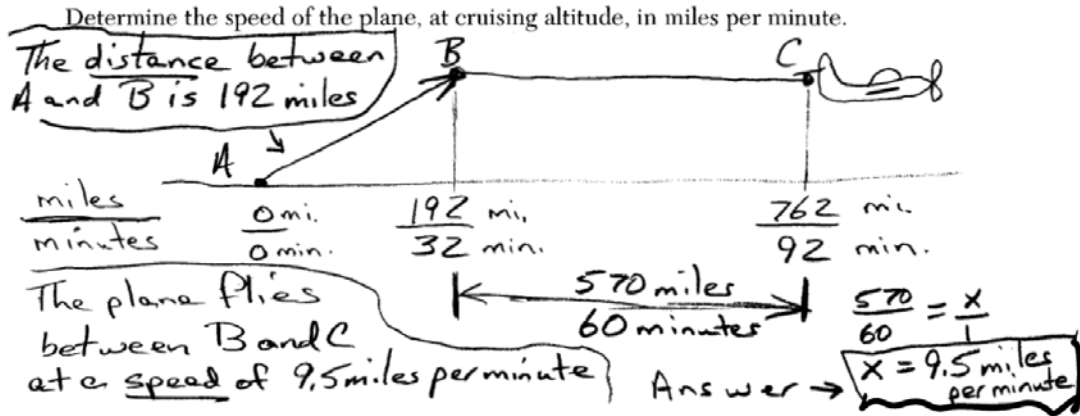 Determine the speed of the plane, at cruising altitude, in miles per minute.
The distance between
A and B is 192 miles
B
C
A
miles
minutes
0 mi.
0 min.
192 mi.
32 min.
762 mi.
92 min.
570 miles
60 minutes
The plane flies
between B and C
at a speed of 9.5 miles per minute
570 = x
60 1
Answer → x = 9.5 miles
per minute